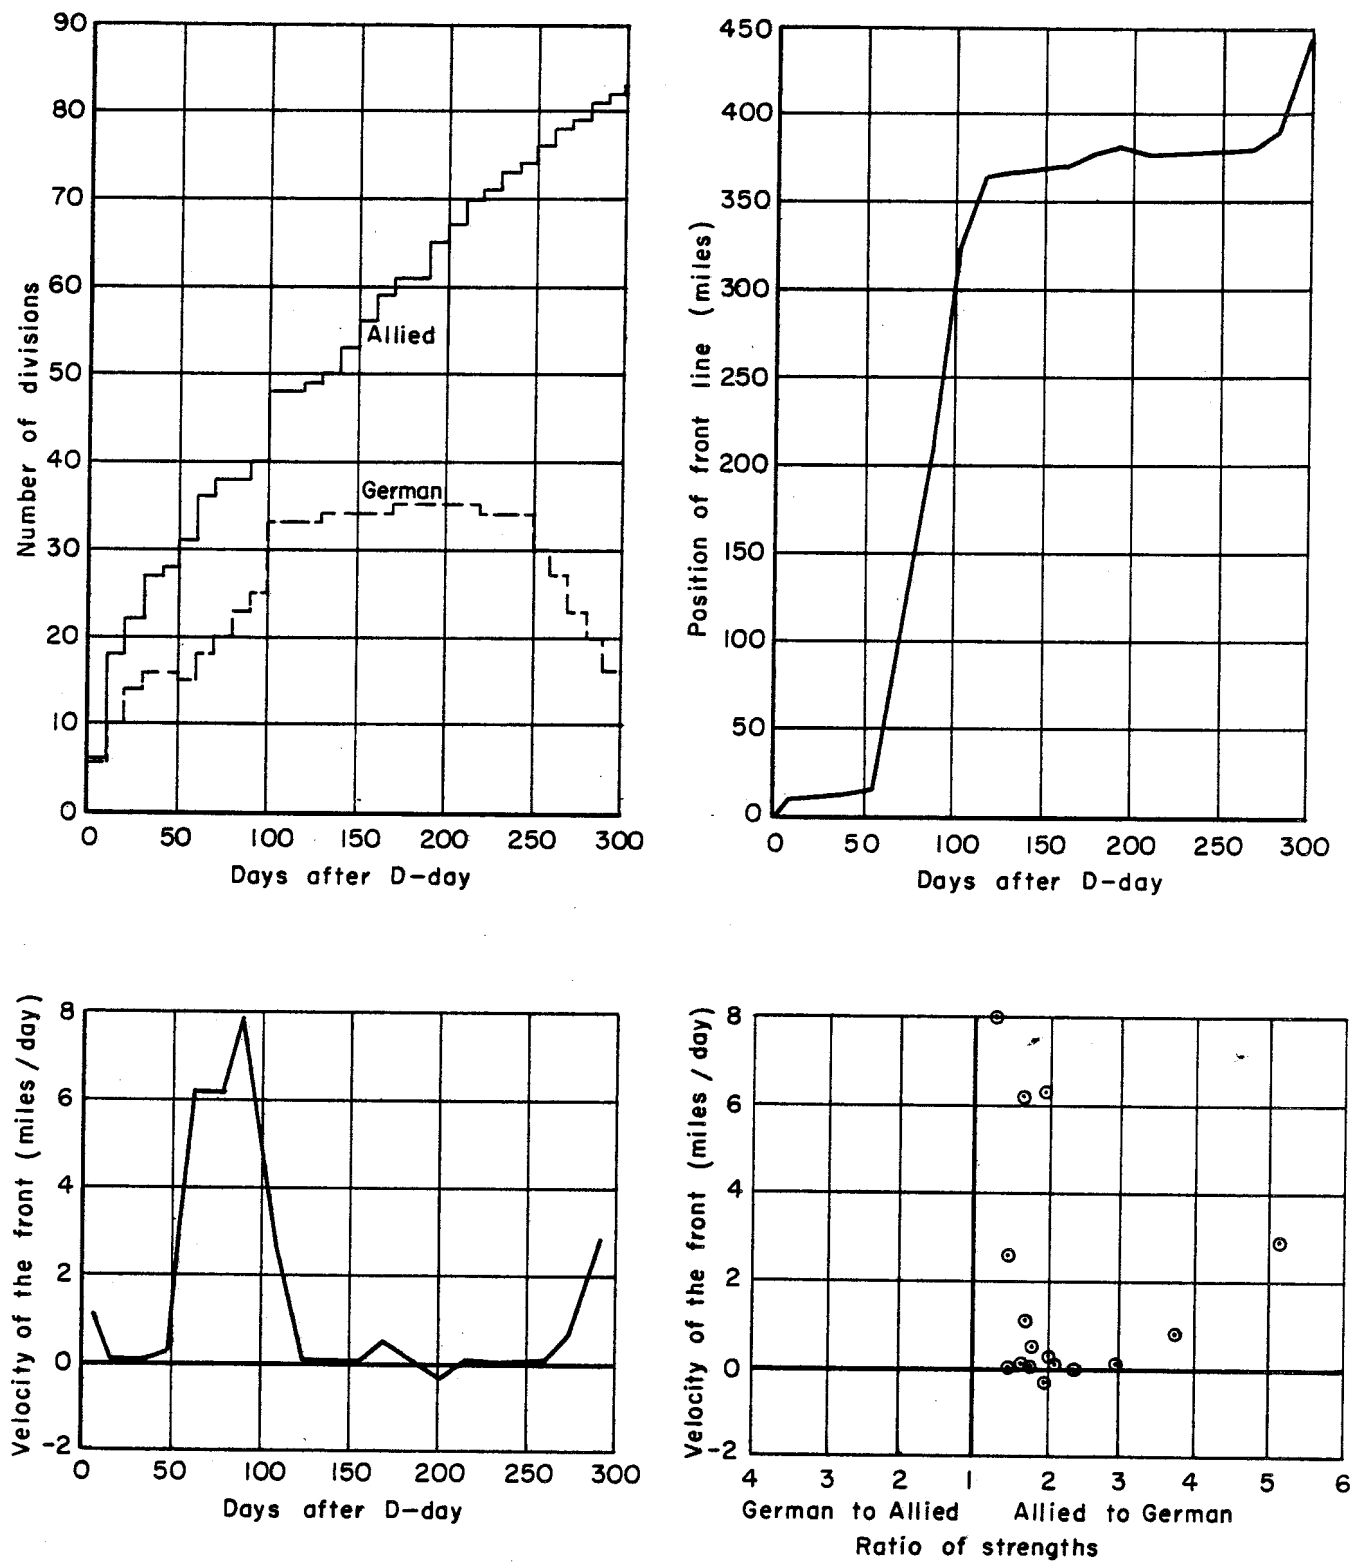 Number of divisions
90
80
70
60
50
40
30
20
10
0
Allied
German
0 50 100 150 200 250 300
Days after D-day
Position of front line (miles)
450
400
350
300
250
200
150
100
50
0
0 50 100 150 200 250 300
Days after D-day
Velocity of the front (miles/day)
8
6
4
2
0
-2
0 50 100 150 200 250 300
Days after D-day
Velocity of the front (miles/day)
8
6
4
2
0
-2
4 3 2 1 2 3 4 5 6
German to Allied Allied to German
Ratio of strengths